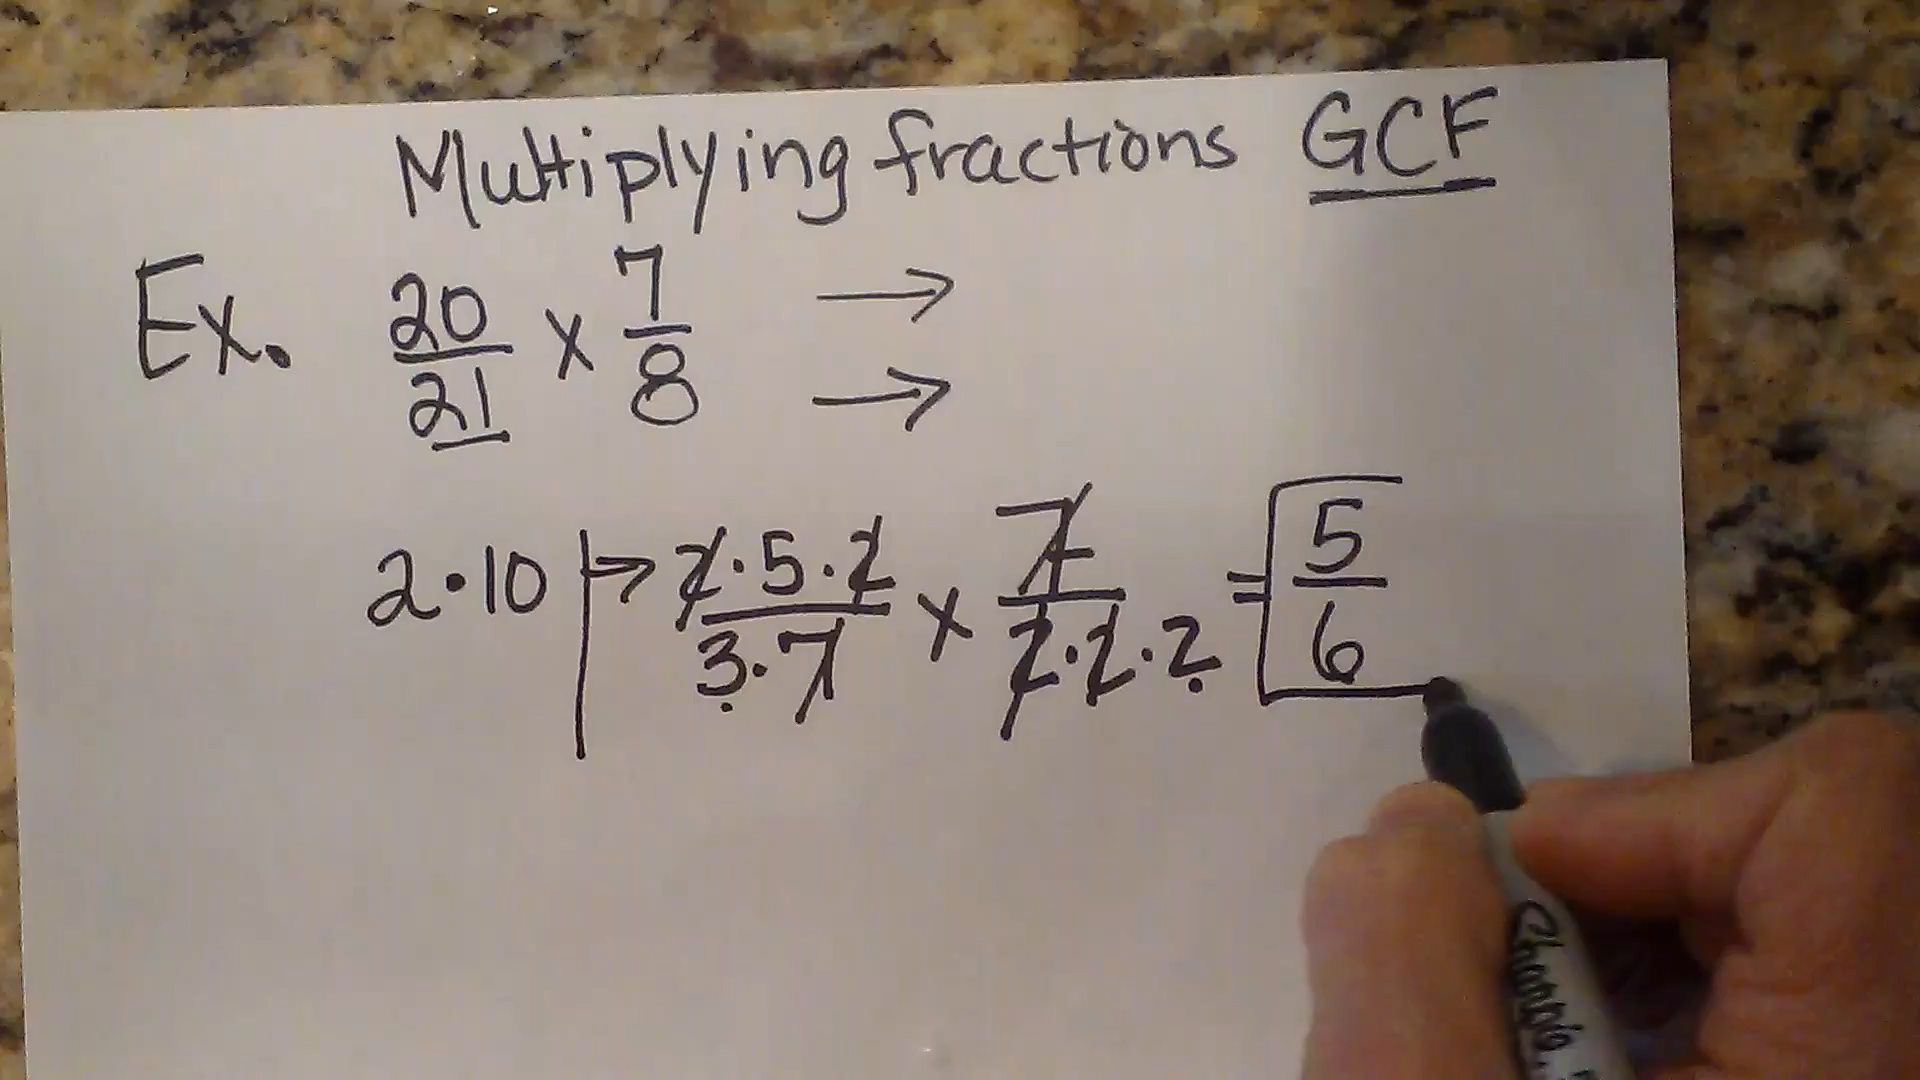 Multiplying fractions GCF
Ex. 20/21 x 7/8 → →
2·10 → 2·5·2/3·7 x 7/2·2·2 = 5/6
Sharpie